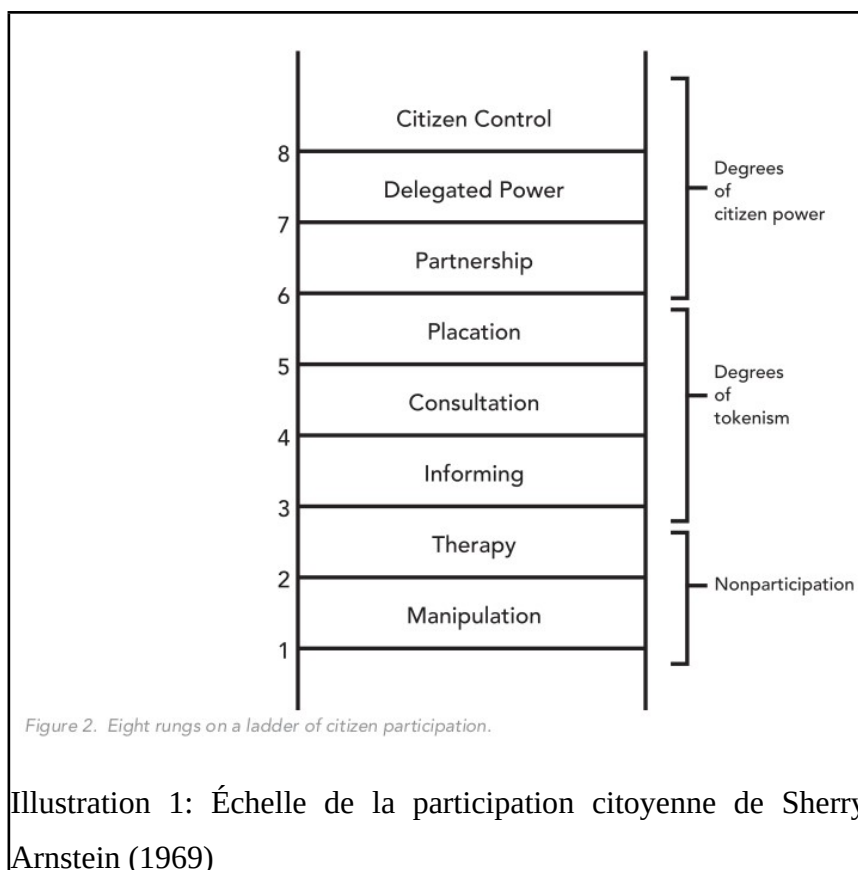 Citizen Control
8
Delegated Power
7
Partnership
6
Placation
5
Consultation
4
Informing
3
Therapy
2
Manipulation
1
Degrees
of
citizen power
Degrees
of
tokenism
Nonparticipation
Figure 2. Eight rungs on a ladder of citizen participation.
Illustration 1: Échelle de la participation citoyenne de Sherry
Arnstein (1969)